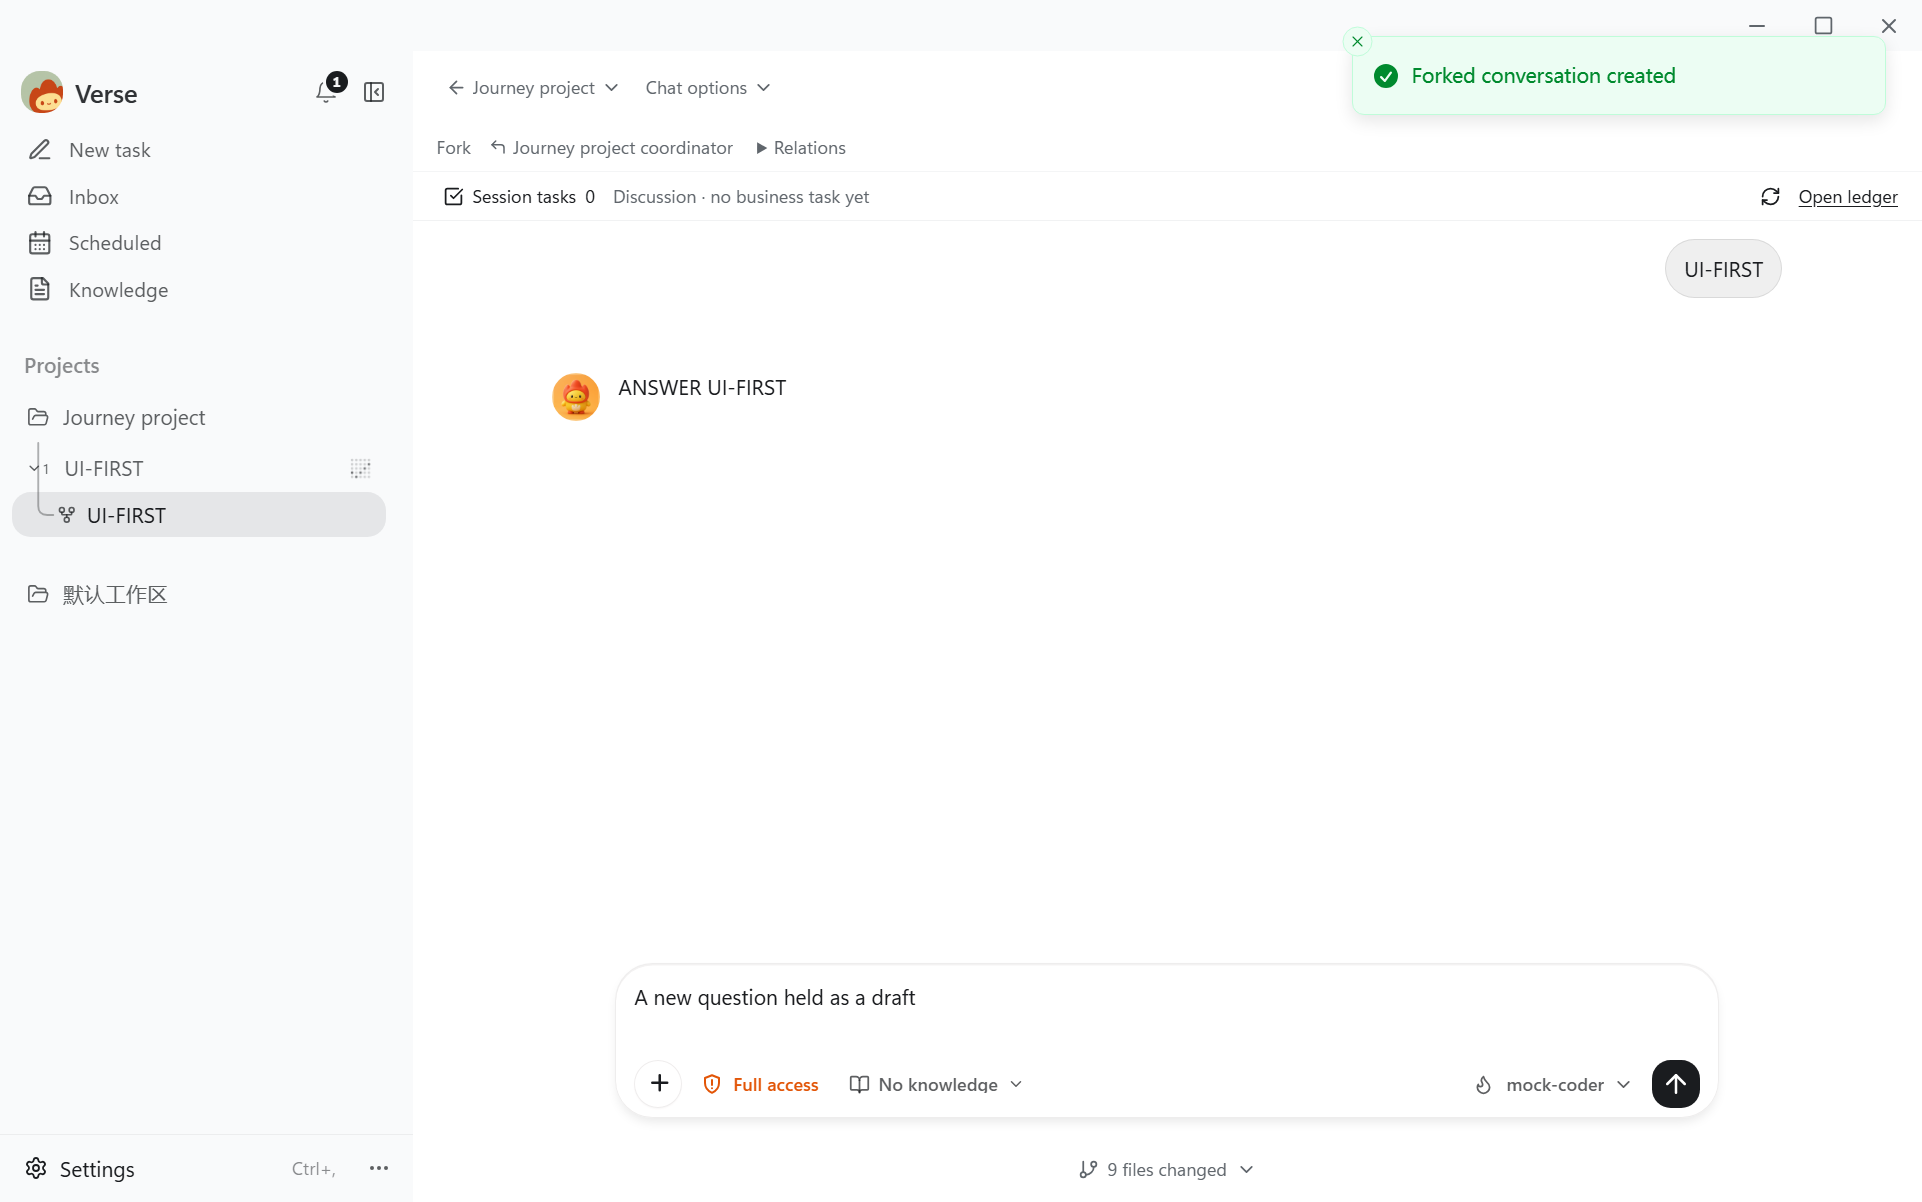 Verse
1
New task
Inbox
Scheduled
Knowledge
Projects
Journey project
1 UI-FIRST
UI-FIRST
默认工作区
Settings Ctrl+,
Journey project Chat options
Forked conversation created
Fork Journey project coordinator Relations
Session tasks 0 Discussion · no business task yet Open ledger
UI-FIRST
ANSWER UI-FIRST
A new question held as a draft
Full access No knowledge mock-coder
9 files changed